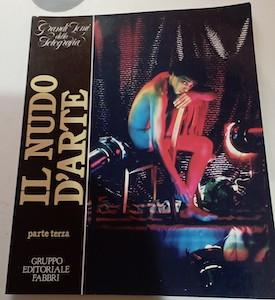 Grandi Temi
della
Fotografia
IL NUDO
D'ARTE
parte terza
GRUPPO
EDITORIALE
FABBRI